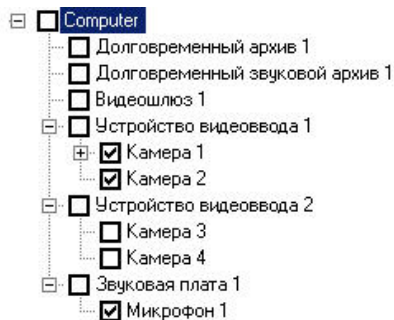 Computer
Долговременный архив 1
Долговременный звуковой архив 1
Видеошлюз 1
Устройство видеоввода 1
Камера 1
Камера 2
Устройство видеоввода 2
Камера 3
Камера 4
Звуковая плата 1
Микрофон 1